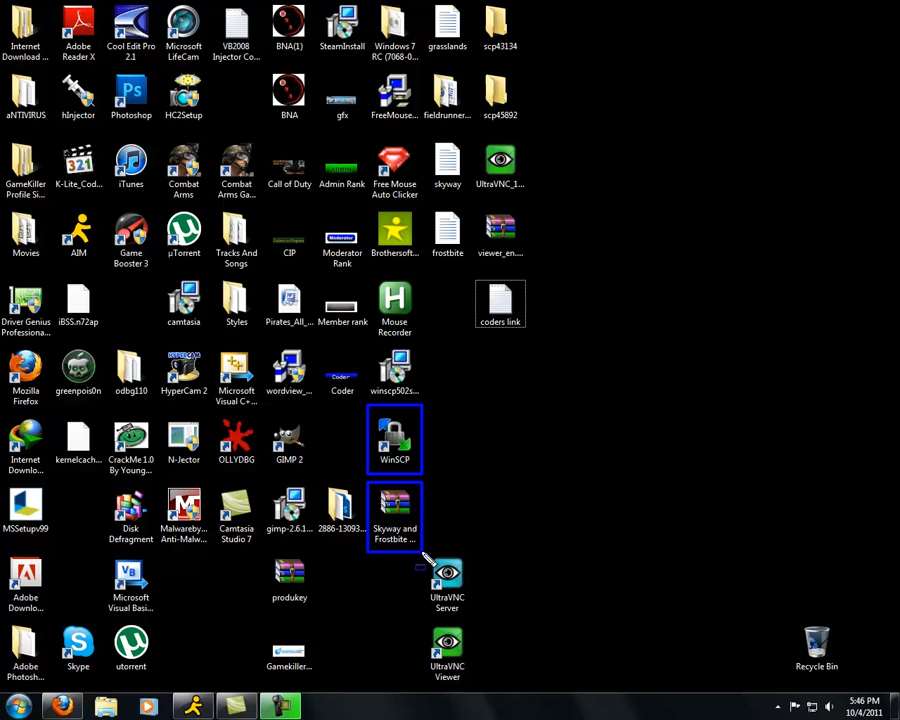 Internet
Download ...
Adobe
Reader X
Cool Edit Pro
2.1
Microsoft
LifeCam
VB2008
Injector Co...
BNA(1)
SteamInstall
Windows 7
RC (7068-0...
grasslands
scp43134
aNTIVIRUS
hInjector
Ps
Photoshop
HC2Setup
BNA
gfx
FreeMouse...
fieldrunner...
scp45892
GameKiller
Profile Si...
321
K-Lite_Cod...
iTunes
Combat
Arms
Combat
Arms Ga...
Call of Duty
ADMIN
Admin Rank
Free Mouse
Auto Clicker
skyway
UltraVNC_1...
Movies
AIM
Game
Booster 3
µTorrent
Tracks And
Songs
CIP
Moderator
Moderator
Rank
Brothersoft...
frostbite
viewer_en....
Driver Genius
Professiona...
iBSS.n72ap
camtasia
Styles
Pirates_All_...
Member rank
H
Mouse
Recorder
coders link
Mozilla
Firefox
greenpois0n
odbg110
HYPERCAM
HyperCam 2
Microsoft
Visual C+...
wordview_...
Coder
Coder
winscp502s...
Internet
Downlo...
kernelcach...
CrackMe 1.0
By Young...
N-Jector
OLLYDBG
GIMP 2
WinSCP
MSSetupv99
Disk
Defragment
Malwareby...
Anti-Malw...
Camtasia
Studio 7
gimp-2.6.1...
2886-13093...
Skyway and
Frostbite ...
Adobe
Downlo...
VB
Microsoft
Visual Basi...
produkey
UltraVNC
Server
Adobe
Photosh...
Skype
utorrent
Gamekiller...
UltraVNC
Viewer
Recycle Bin
5:46 PM
10/4/2011